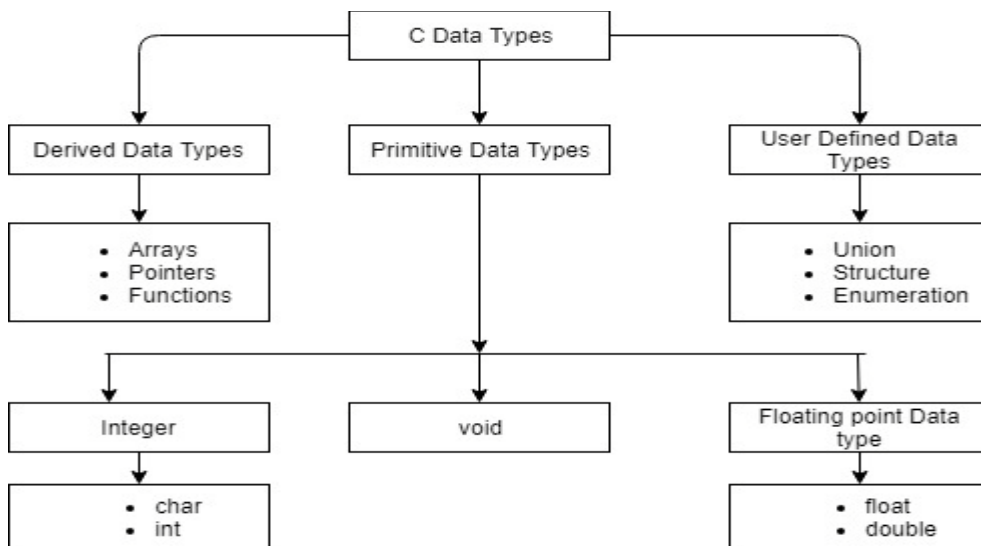 C Data Types
Derived Data Types
Primitive Data Types
User Defined Data
Types
• Arrays
• Pointers
• Functions
• Union
• Structure
• Enumeration
Integer
void
Floating point Data
type
• char
• int
• float
• double